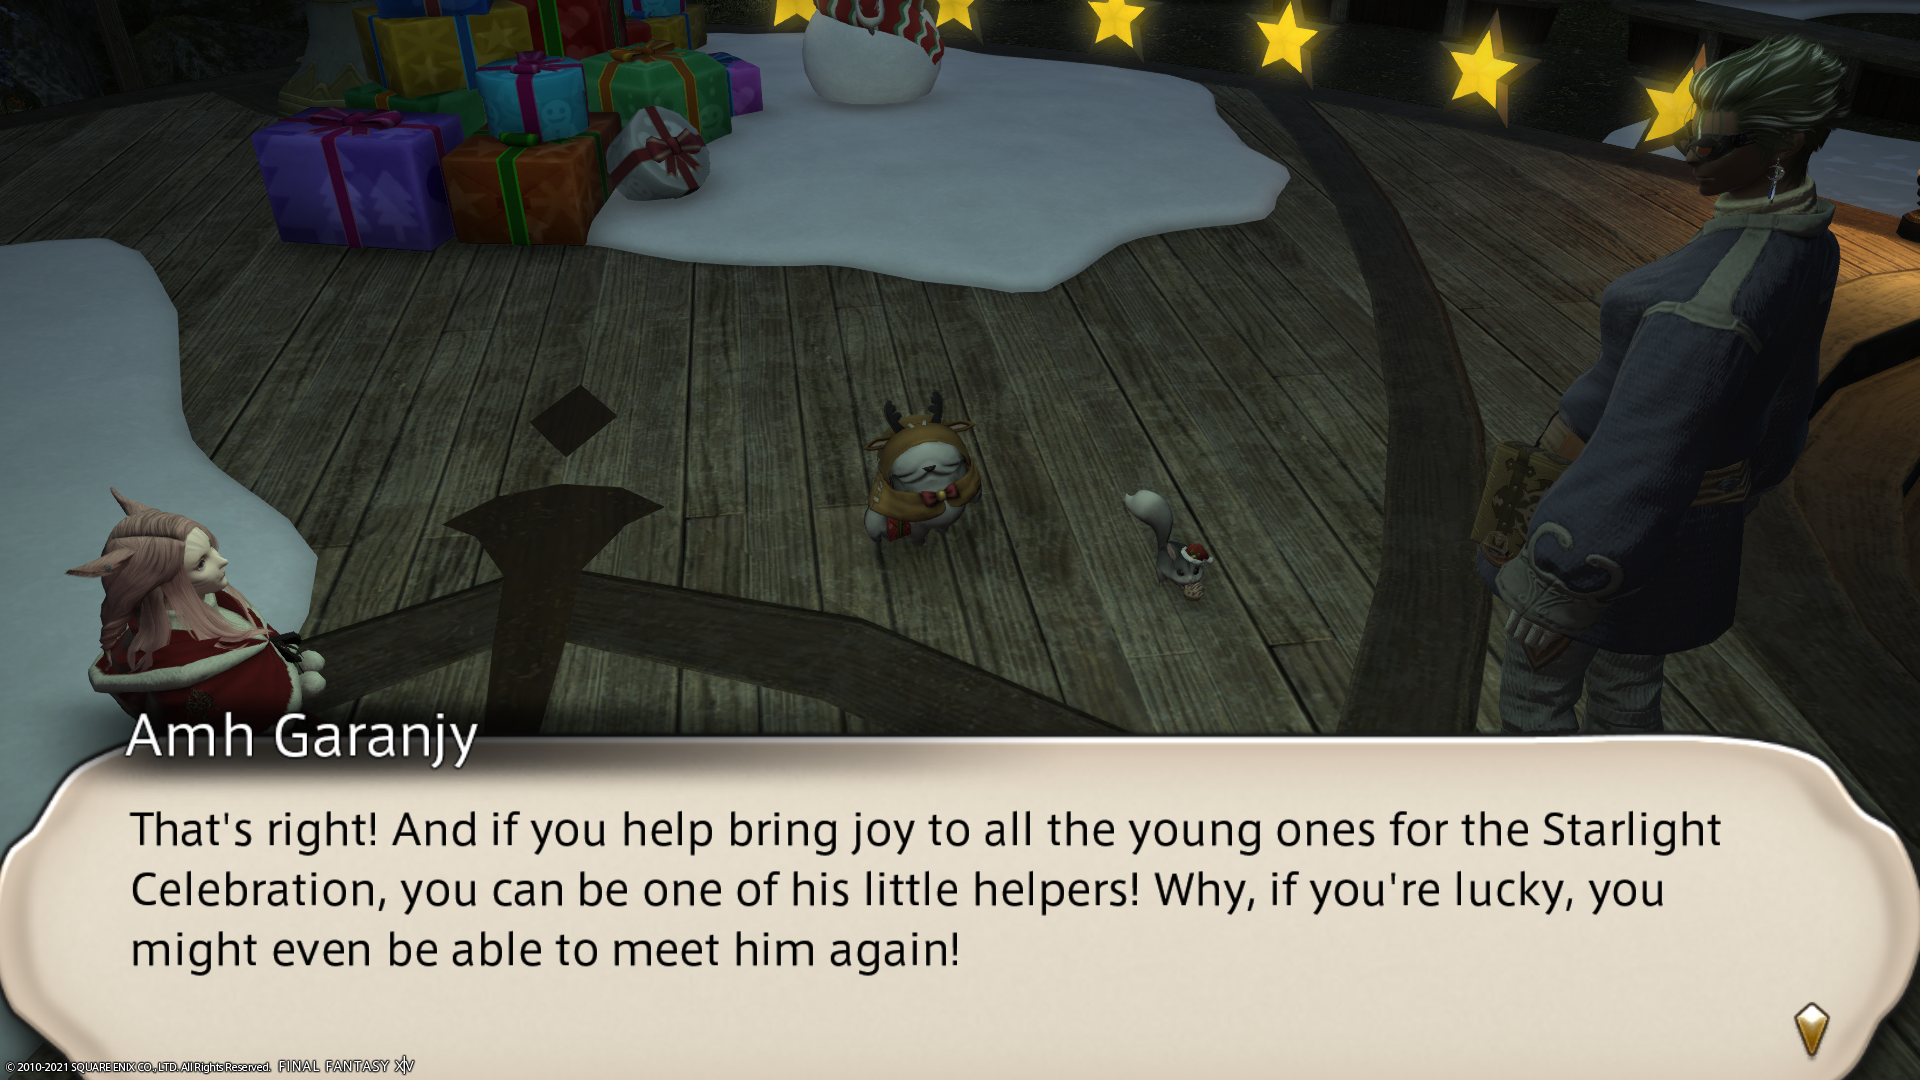 Amh Garanjy
That's right! And if you help bring joy to all the young ones for the Starlight
Celebration, you can be one of his little helpers! Why, if you're lucky, you
might even be able to meet him again!
© 2010-2021 SQUARE ENIX CO., LTD. All Rights Reserved. FINAL FANTASY XIV